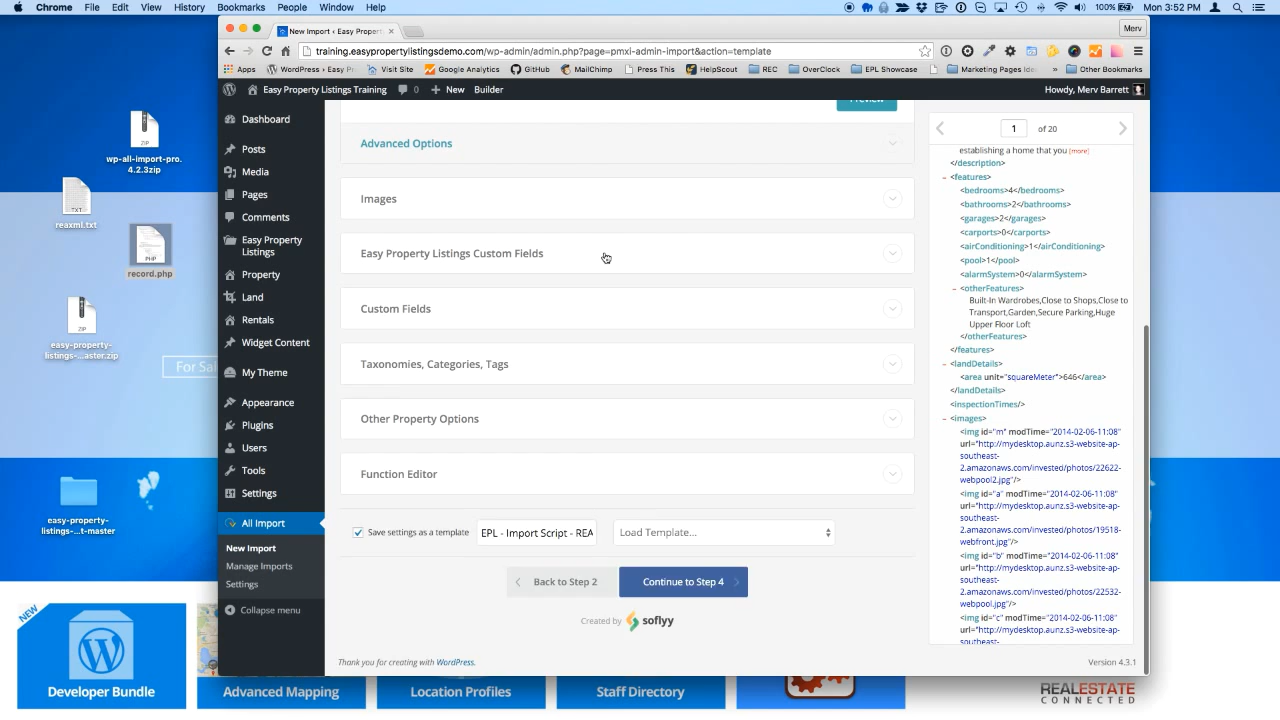 Chrome File Edit View History Bookmarks People Window Help
100% Mon 3:52 PM
New Import ‹ Easy Propert
Merv
training.easypropertylistingsdemo.com/wp-admin/admin.php?page=pmxi-admin-import&action=template
Apps WordPress › Easy Pr Visit Site Google Analytics GitHub MailChimp Press This HelpScout REC OverClock EPL Showcase Marketing Pages Ide » Other Bookmarks
Easy Property Listings Training 0 + New Builder Howdy, Merv Barrett
wp-all-import-pro.
4.2.3zip
reaxml.txt
record.php
easy-property-
listings-...aster.zip
For Sal
easy-property-
listings-...t-master
Dashboard
Posts
Media
Pages
Comments
Easy Property
Listings
Property
Land
Rentals
Widget Content
My Theme
Appearance
Plugins
Users
Tools
Settings
All Import
New Import
Manage Imports
Settings
Collapse menu
Preview
Advanced Options
Images
Easy Property Listings Custom Fields
Custom Fields
Taxonomies, Categories, Tags
Other Property Options
Function Editor
Save settings as a template EPL - Import Script - REA Load Template...
Back to Step 2 Continue to Step 4
Created by soflyy
Thank you for creating with WordPress.
Version 4.3.1
1 of 20
establishing a home that you [more]
</description>
– <features>
<bedrooms>4</bedrooms>
<bathrooms>2</bathrooms>
<garages>2</garages>
<carports>0</carports>
<airConditioning>1</airConditioning>
<pool>1</pool>
<alarmSystem>0</alarmSystem>
– <otherFeatures>
Built-In Wardrobes,Close to Shops,Close to
Transport,Garden,Secure Parking,Huge
Upper Floor Loft
</otherFeatures>
</features>
– <landDetails>
<area unit="squareMeter">646</area>
</landDetails>
<inspectionTimes/>
– <images>
<img id="m" modTime="2014-02-06-11:08"
url="http://mydesktop.aunz.s3-website-ap-
southeast-
2.amazonaws.com/invested/photos/22622-
webpool2.jpg"/>
<img id="a" modTime="2014-02-06-11:08"
url="http://mydesktop.aunz.s3-website-ap-
southeast-
2.amazonaws.com/invested/photos/19518-
webfront.jpg"/>
<img id="b" modTime="2014-02-06-11:08"
url="http://mydesktop.aunz.s3-website-ap-
southeast-
2.amazonaws.com/invested/photos/22532-
webpool.jpg"/>
<img id="c" modTime="2014-02-06-11:08"
url="http://mydesktop.aunz.s3-website-ap-
southeast-
NEW
Developer Bundle
Advanced Mapping
Location Profiles
Staff Directory
REALESTATE
CONNECTED